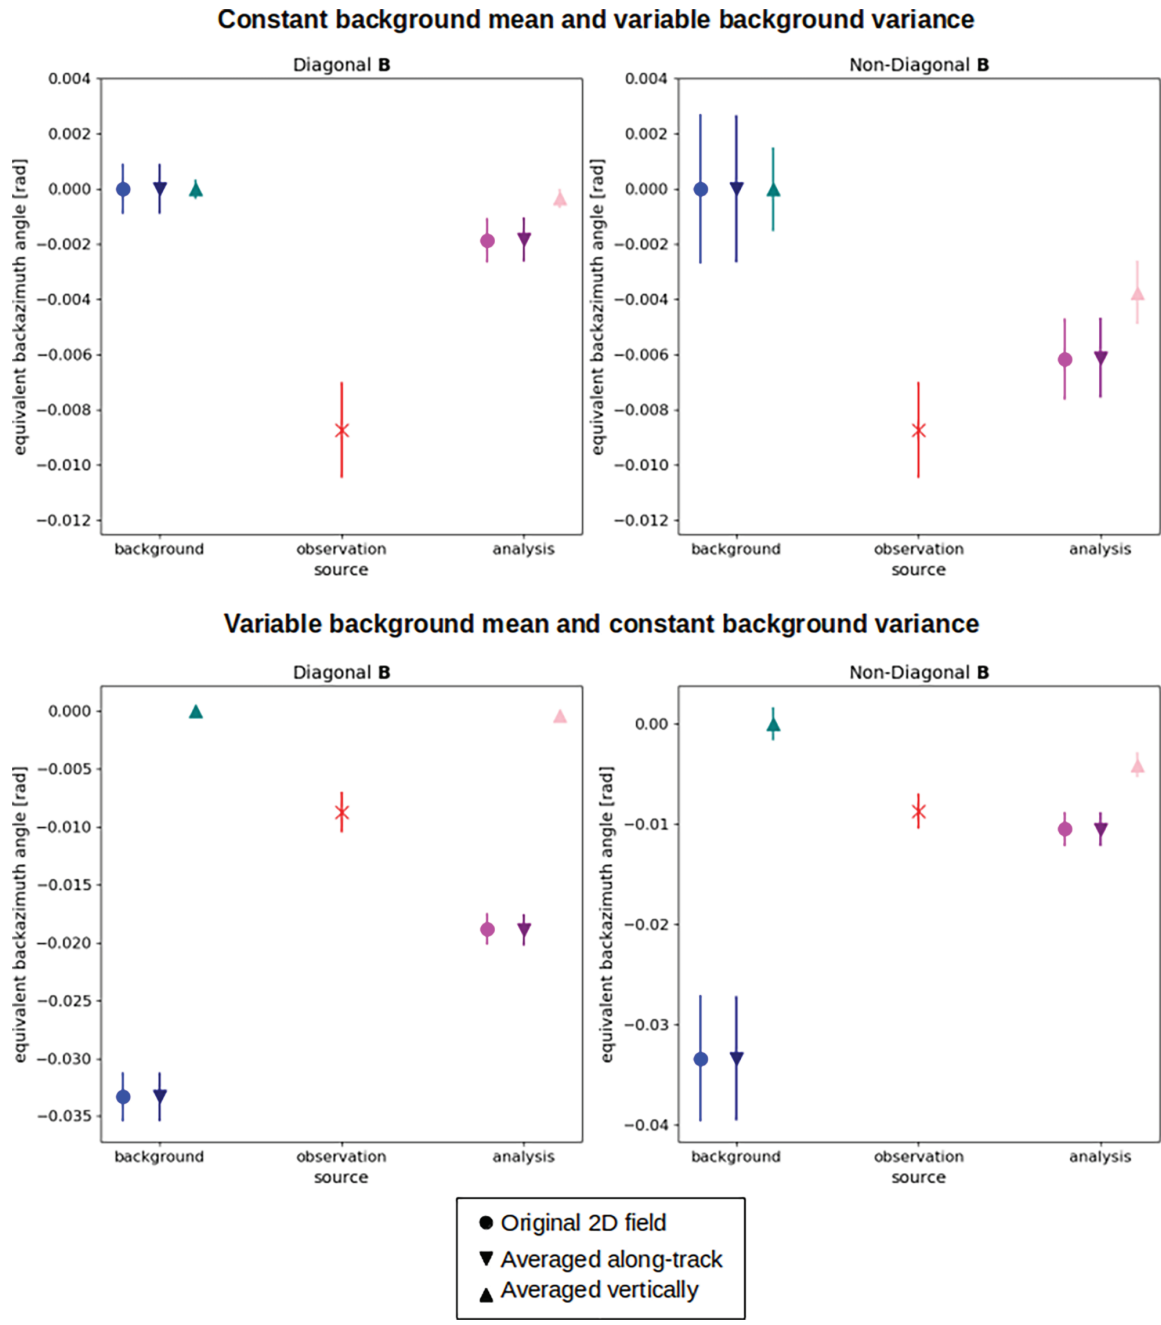 Constant background mean and variable background variance
Diagonal B
Non-Diagonal B
equivalent backazimuth angle [rad]
0.004
0.002
0.000
−0.002
−0.004
−0.006
−0.008
−0.010
−0.012
background
observation
analysis
source
equivalent backazimuth angle [rad]
0.004
0.002
0.000
−0.002
−0.004
−0.006
−0.008
−0.010
−0.012
background
observation
analysis
source
Variable background mean and constant background variance
Diagonal B
Non-Diagonal B
equivalent backazimuth angle [rad]
0.000
−0.005
−0.010
−0.015
−0.020
−0.025
−0.030
−0.035
background
observation
analysis
source
equivalent backazimuth angle [rad]
0.00
−0.01
−0.02
−0.03
−0.04
background
observation
analysis
source
Original 2D field
Averaged along-track
Averaged vertically